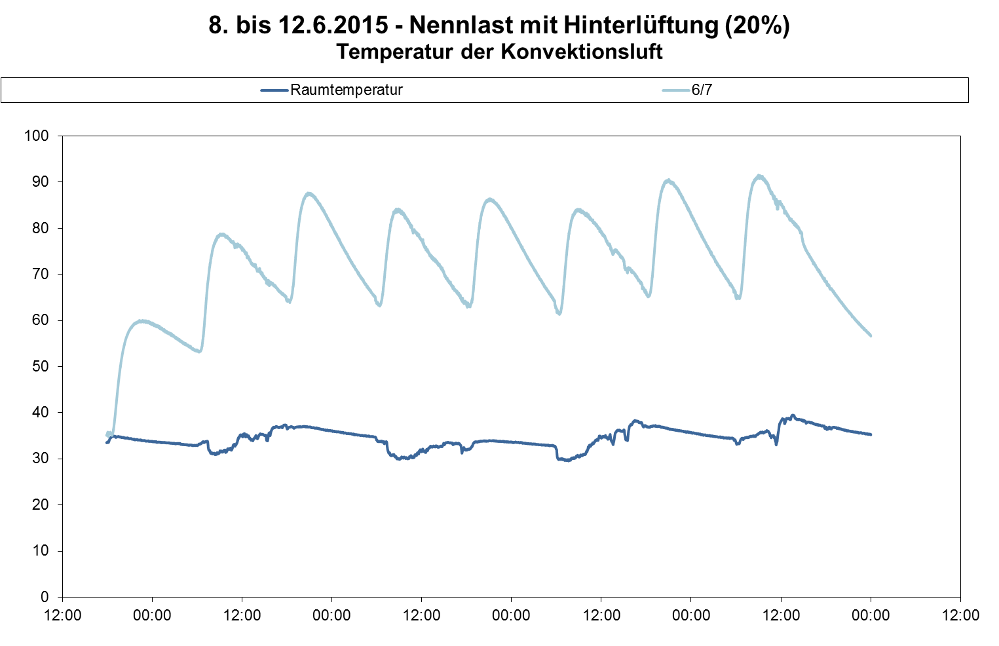 8. bis 12.6.2015 - Nennlast mit Hinterlüftung (20%)
Temperatur der Konvektionsluft
Raumtemperatur 6/7
100
90
80
70
60
50
40
30
20
10
0
12:00 00:00 12:00 00:00 12:00 00:00 12:00 00:00 12:00 00:00 12:00